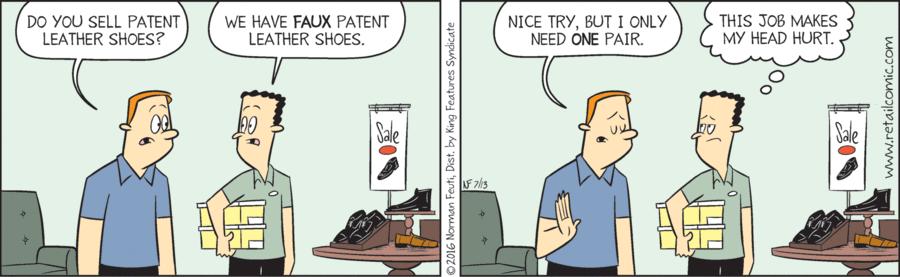 DO YOU SELL PATENT
LEATHER SHOES?
WE HAVE FAUX PATENT
LEATHER SHOES.
Sale
©2016 Norman Feuti, Dist. by King Features Syndicate
NICE TRY, BUT I ONLY
NEED ONE PAIR.
THIS JOB MAKES
MY HEAD HURT.
Sale
NF 7/13
www.retailcomic.com